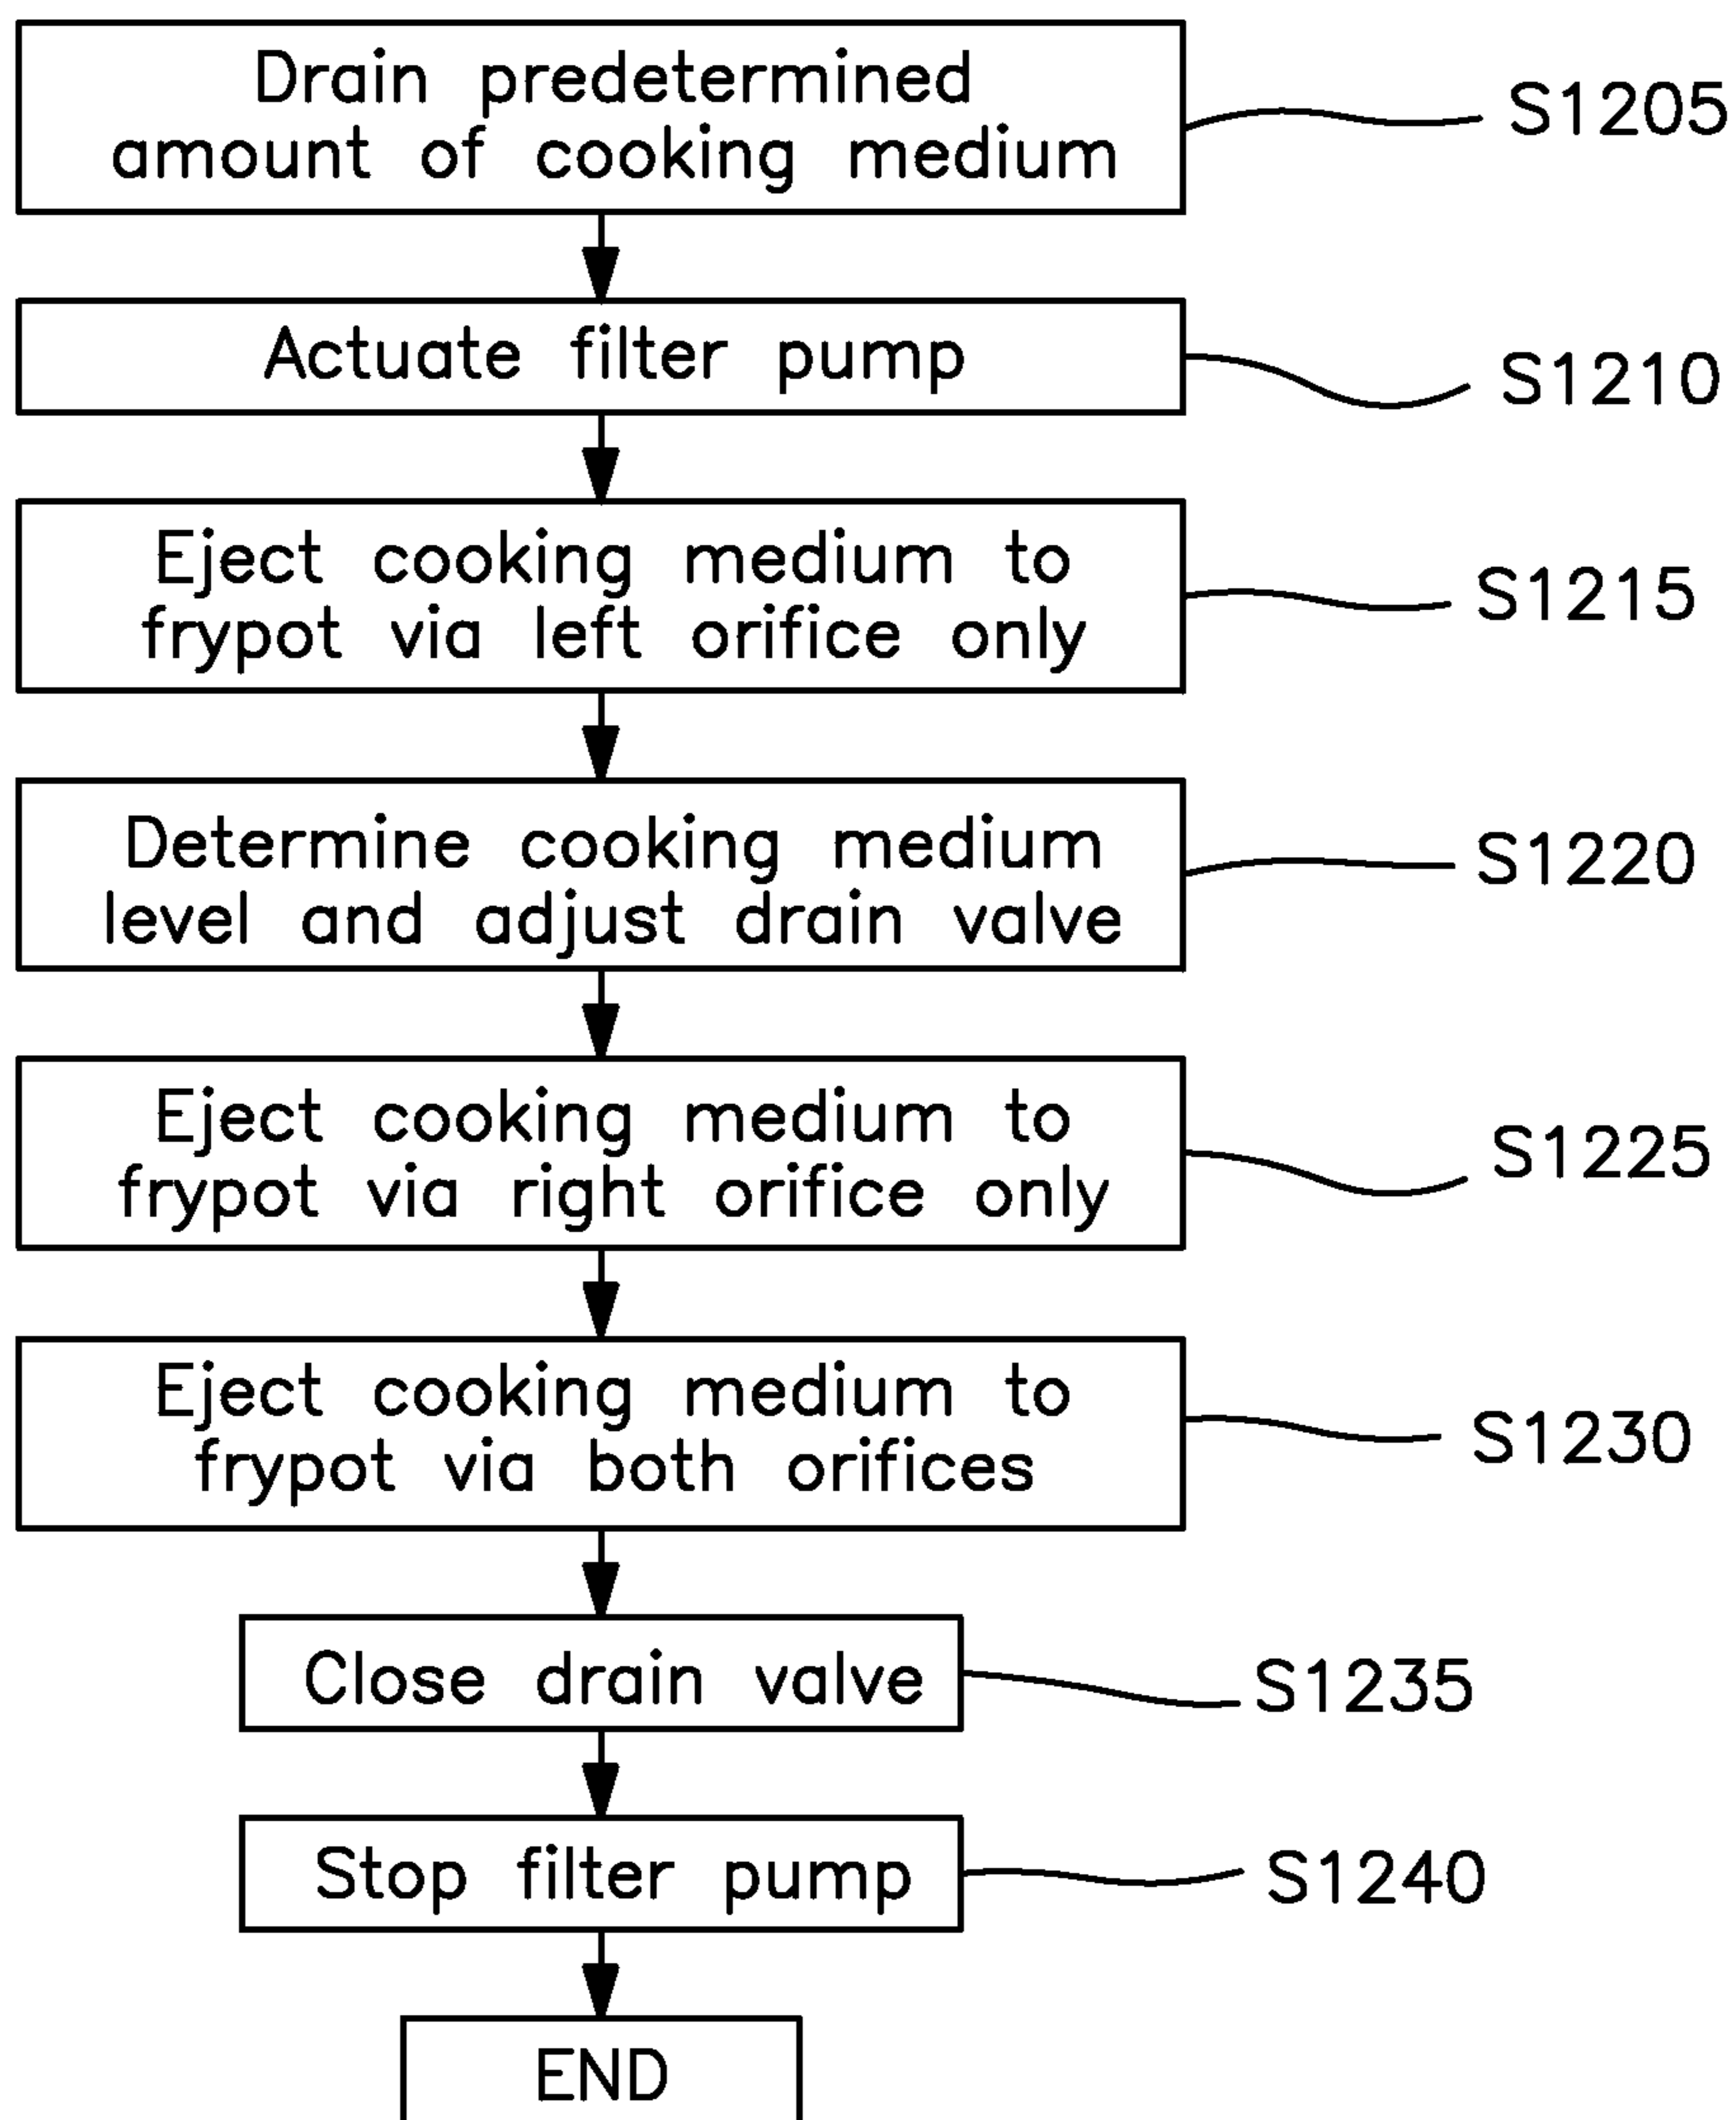 Drain predetermined
amount of cooking medium
S1205
Actuate filter pump
S1210
Eject cooking medium to
frypot via left orifice only
S1215
Determine cooking medium
level and adjust drain valve
S1220
Eject cooking medium to
frypot via right orifice only
S1225
Eject cooking medium to
frypot via both orifices
S1230
Close drain valve
S1235
Stop filter pump
S1240
END